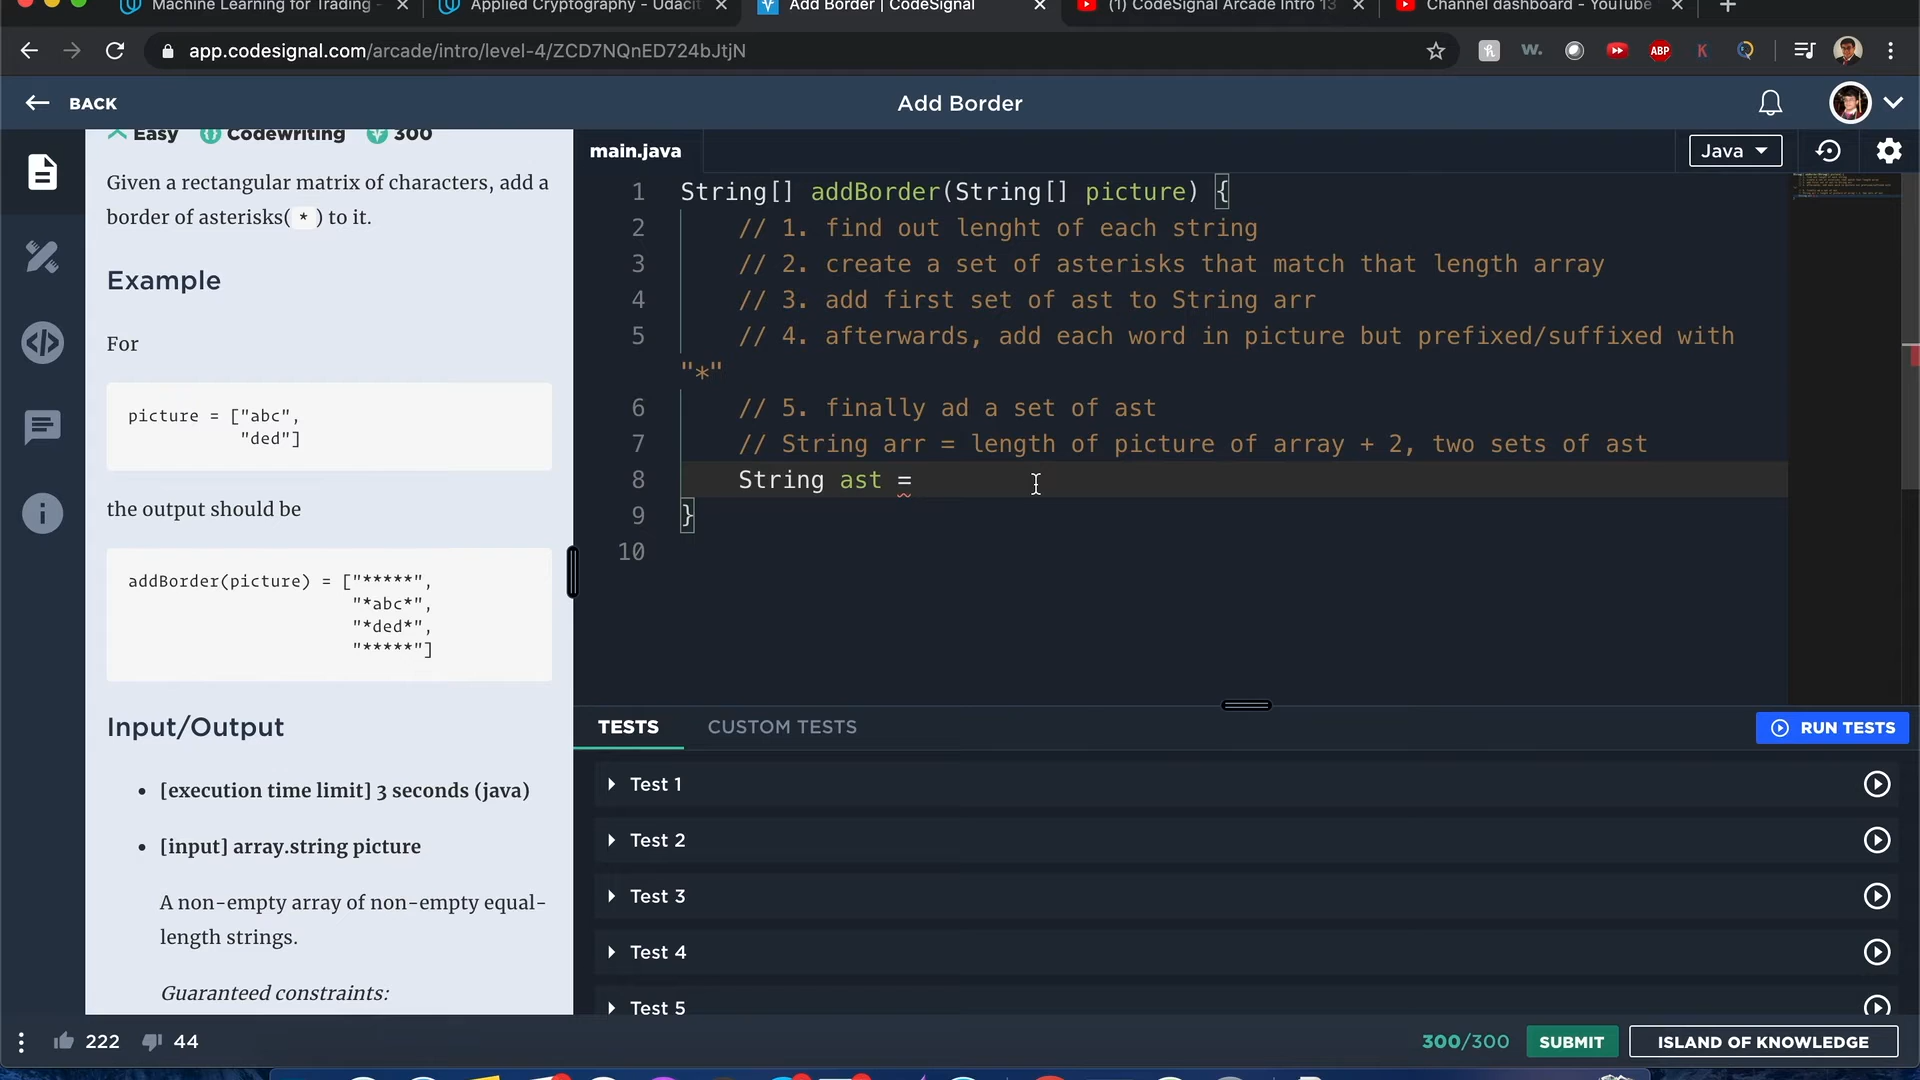 Machine Learning for Trading -
Applied Cryptography - Udacit
Add Border | CodeSignal
(1) CodeSignal Arcade Intro 13
Channel dashboard - YouTube
app.codesignal.com/arcade/intro/level-4/ZCD7NQnED724bJtjN
BACK
Add Border
Easy Codewriting 300
Given a rectangular matrix of characters, add a
border of asterisks( * ) to it.
Example
For
picture = ["abc",
"ded"]
the output should be
addBorder(picture) = ["*****",
"*abc*",
"*ded*",
"*****"]
Input/Output
• [execution time limit] 3 seconds (java)
• [input] array.string picture
A non-empty array of non-empty equal-
length strings.
Guaranteed constraints:
222 44
main.java
Java
1 String[] addBorder(String[] picture) {
2 // 1. find out lenght of each string
3 // 2. create a set of asterisks that match that length array
4 // 3. add first set of ast to String arr
5 // 4. afterwards, add each word in picture but prefixed/suffixed with
"*"
6 // 5. finally ad a set of ast
7 // String arr = length of picture of array + 2, two sets of ast
8 String ast =
9 }
10
TESTS CUSTOM TESTS
RUN TESTS
Test 1
Test 2
Test 3
Test 4
Test 5
300/300 SUBMIT ISLAND OF KNOWLEDGE